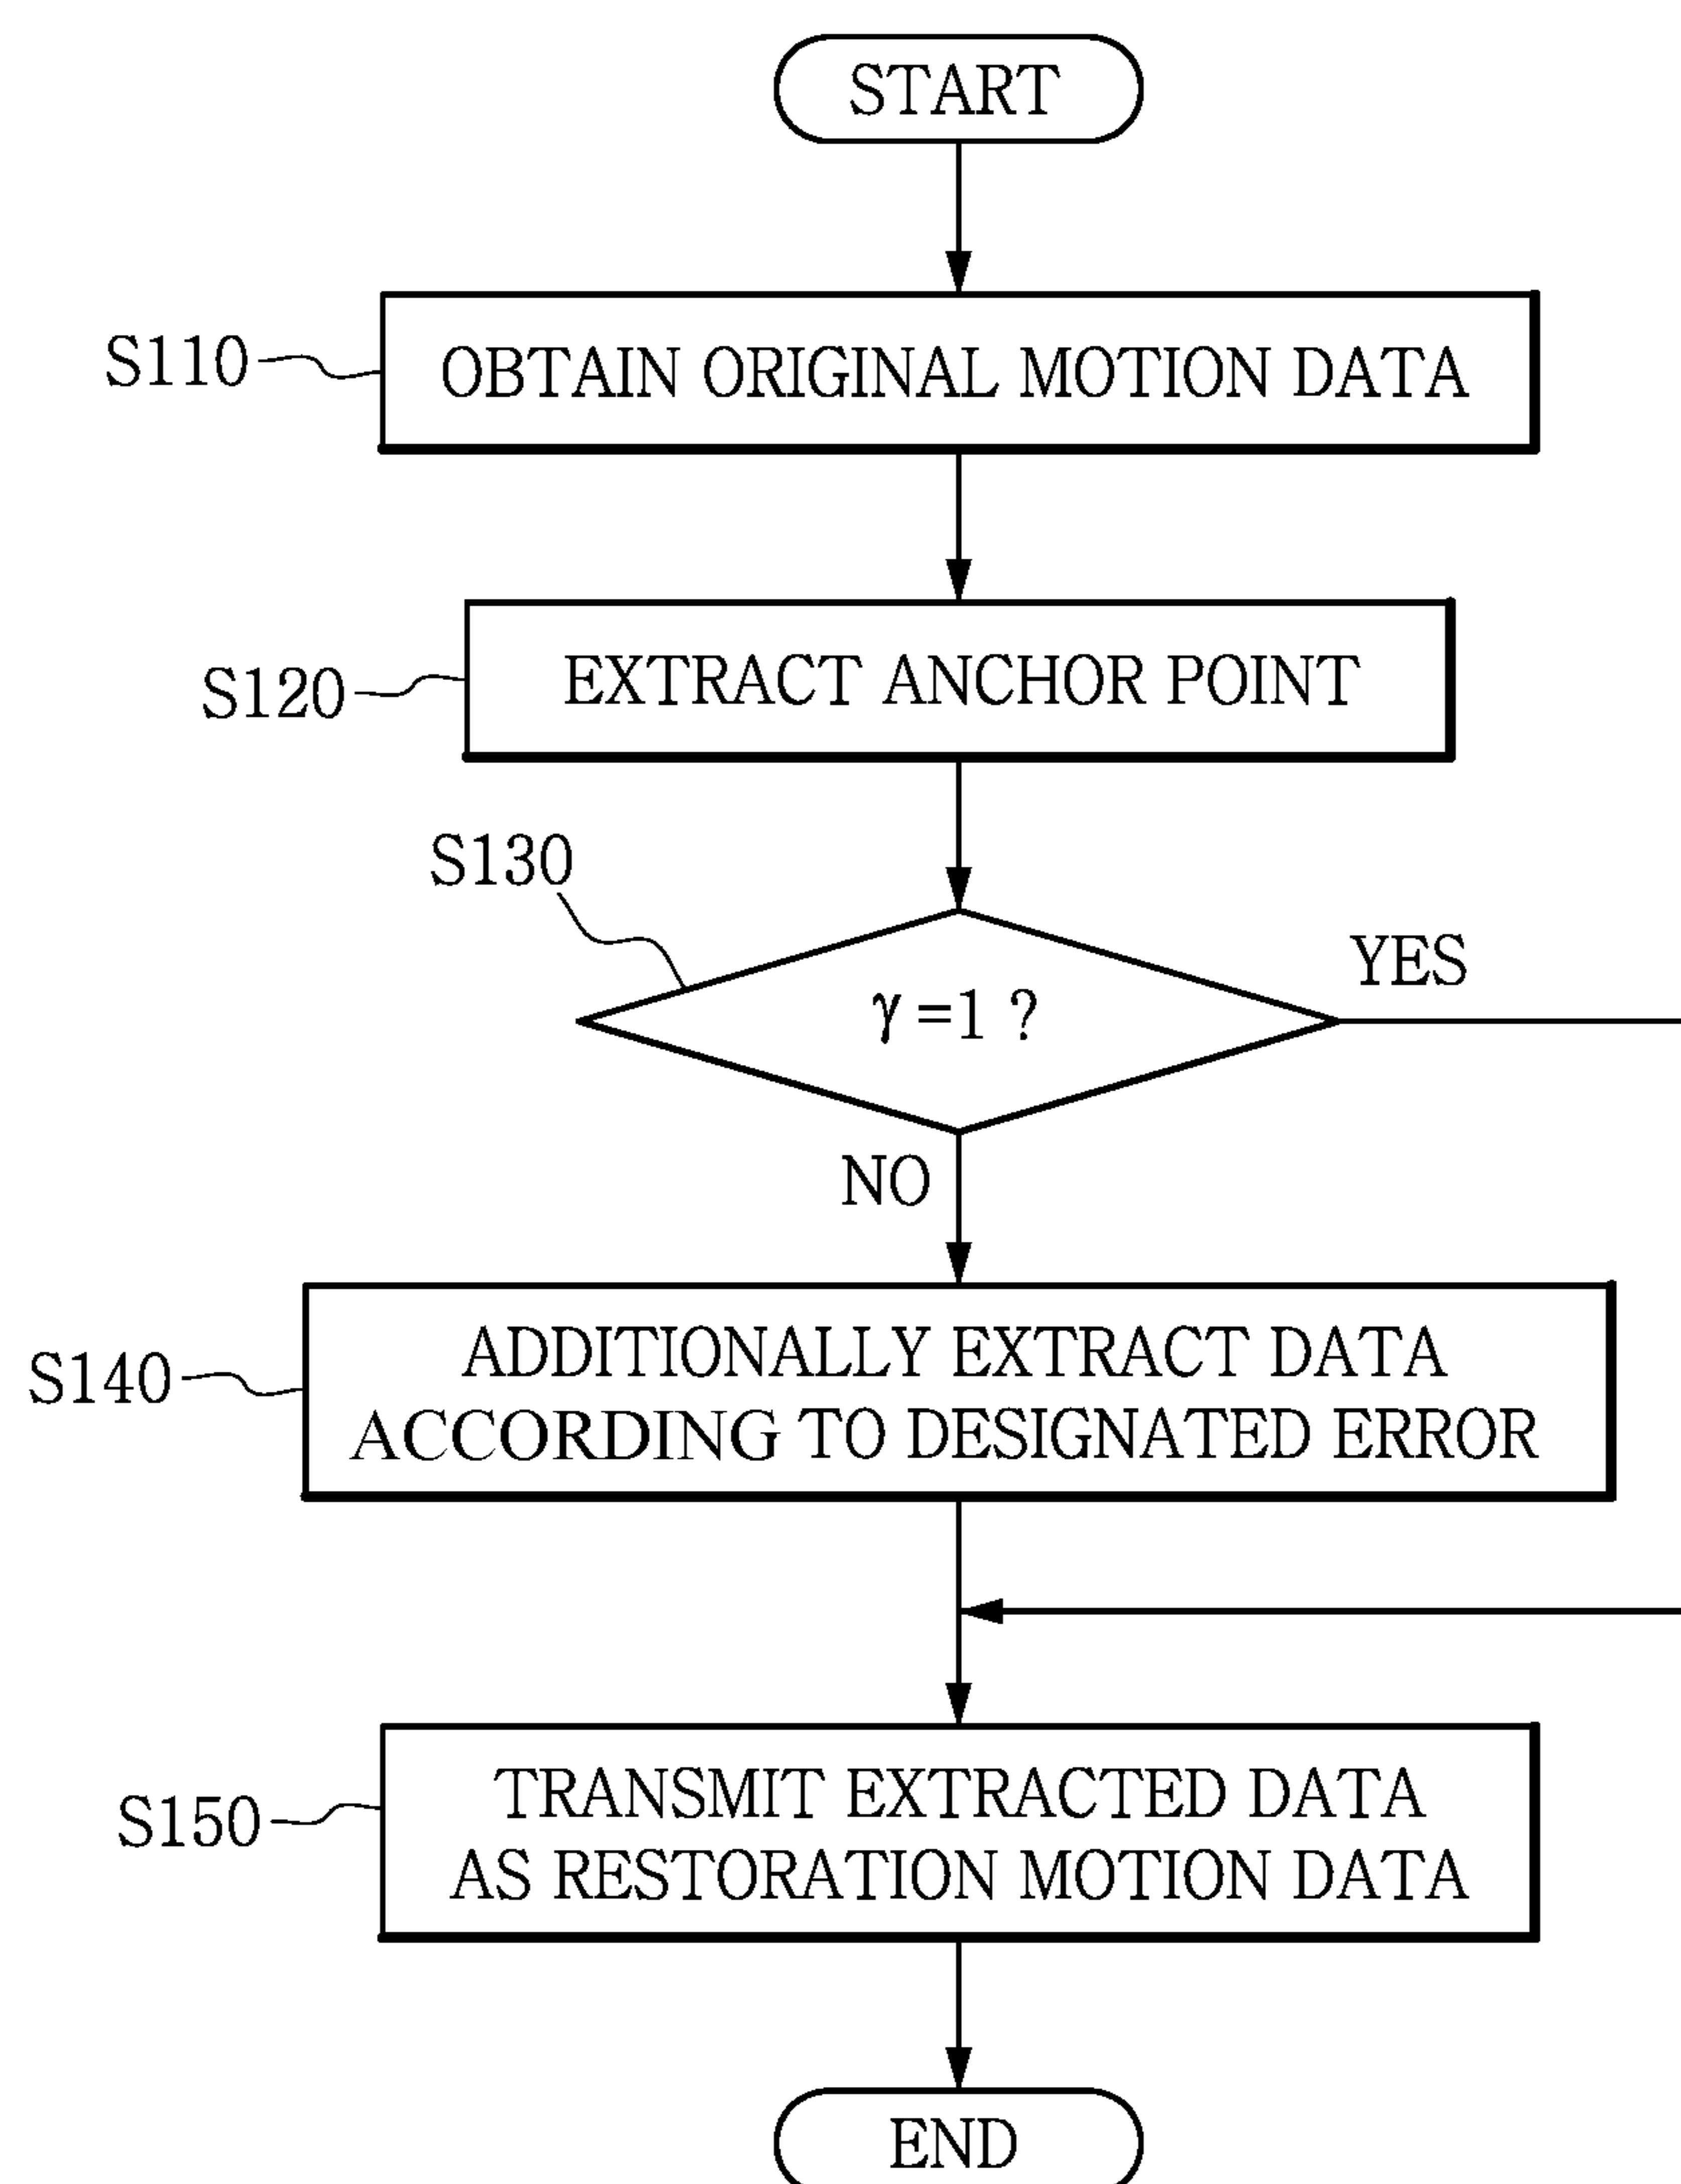 START
S110
OBTAIN ORIGINAL MOTION DATA
S120
EXTRACT ANCHOR POINT
S130
γ=1 ?
YES
NO
S140
ADDITIONALLY EXTRACT DATA
ACCORDING TO DESIGNATED ERROR
S150
TRANSMIT EXTRACTED DATA
AS RESTORATION MOTION DATA
END